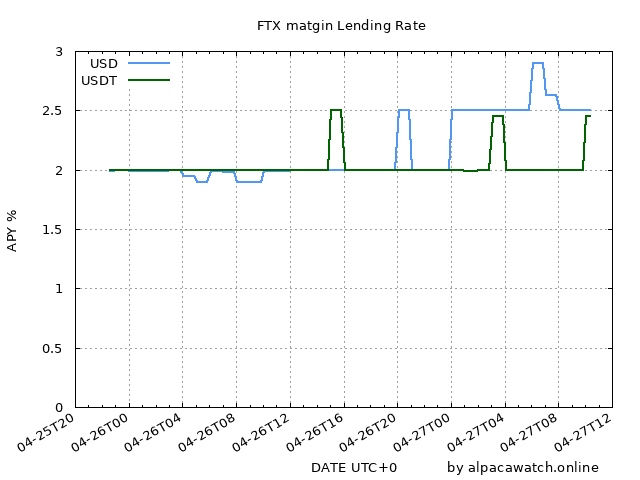 FTX matgin Lending Rate
USD
USDT
3
2.5
2
1.5
1
0.5
0
APY %
04-25T20
04-26T00
04-26T04
04-26T08
04-26T12
04-26T16
04-26T20
04-27T00
04-27T04
04-27T08
04-27T12
DATE UTC+0
by alpacawatch.online